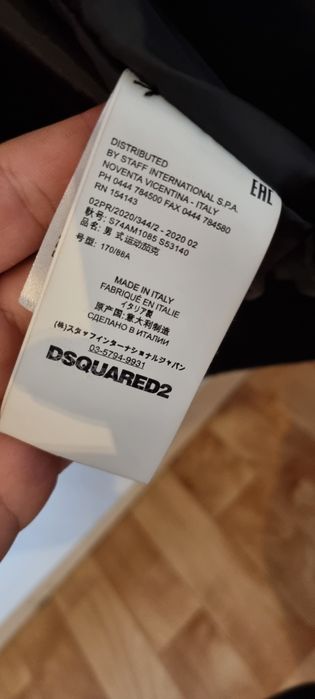 DISTRIBUTED
BY STAFF INTERNATIONAL S.P.A.
NOVENTA VICENTINA - ITALY
PH 0444 784500 FAX 0444 784580
RN 154143
EAC
02PR/2020/344/2 - 2020 02
款号: S74AM1085 S53140
品名: 男式运动茄克
号型: 170/88A
MADE IN ITALY
FABRIQUÉ EN ITALIE
イタリア製
原产国:意大利制造
СДЕЛАНО В ИТАЛИИ
(株)スタッフインターナショナルジャパン
03-5794-9931
DSQUARED2